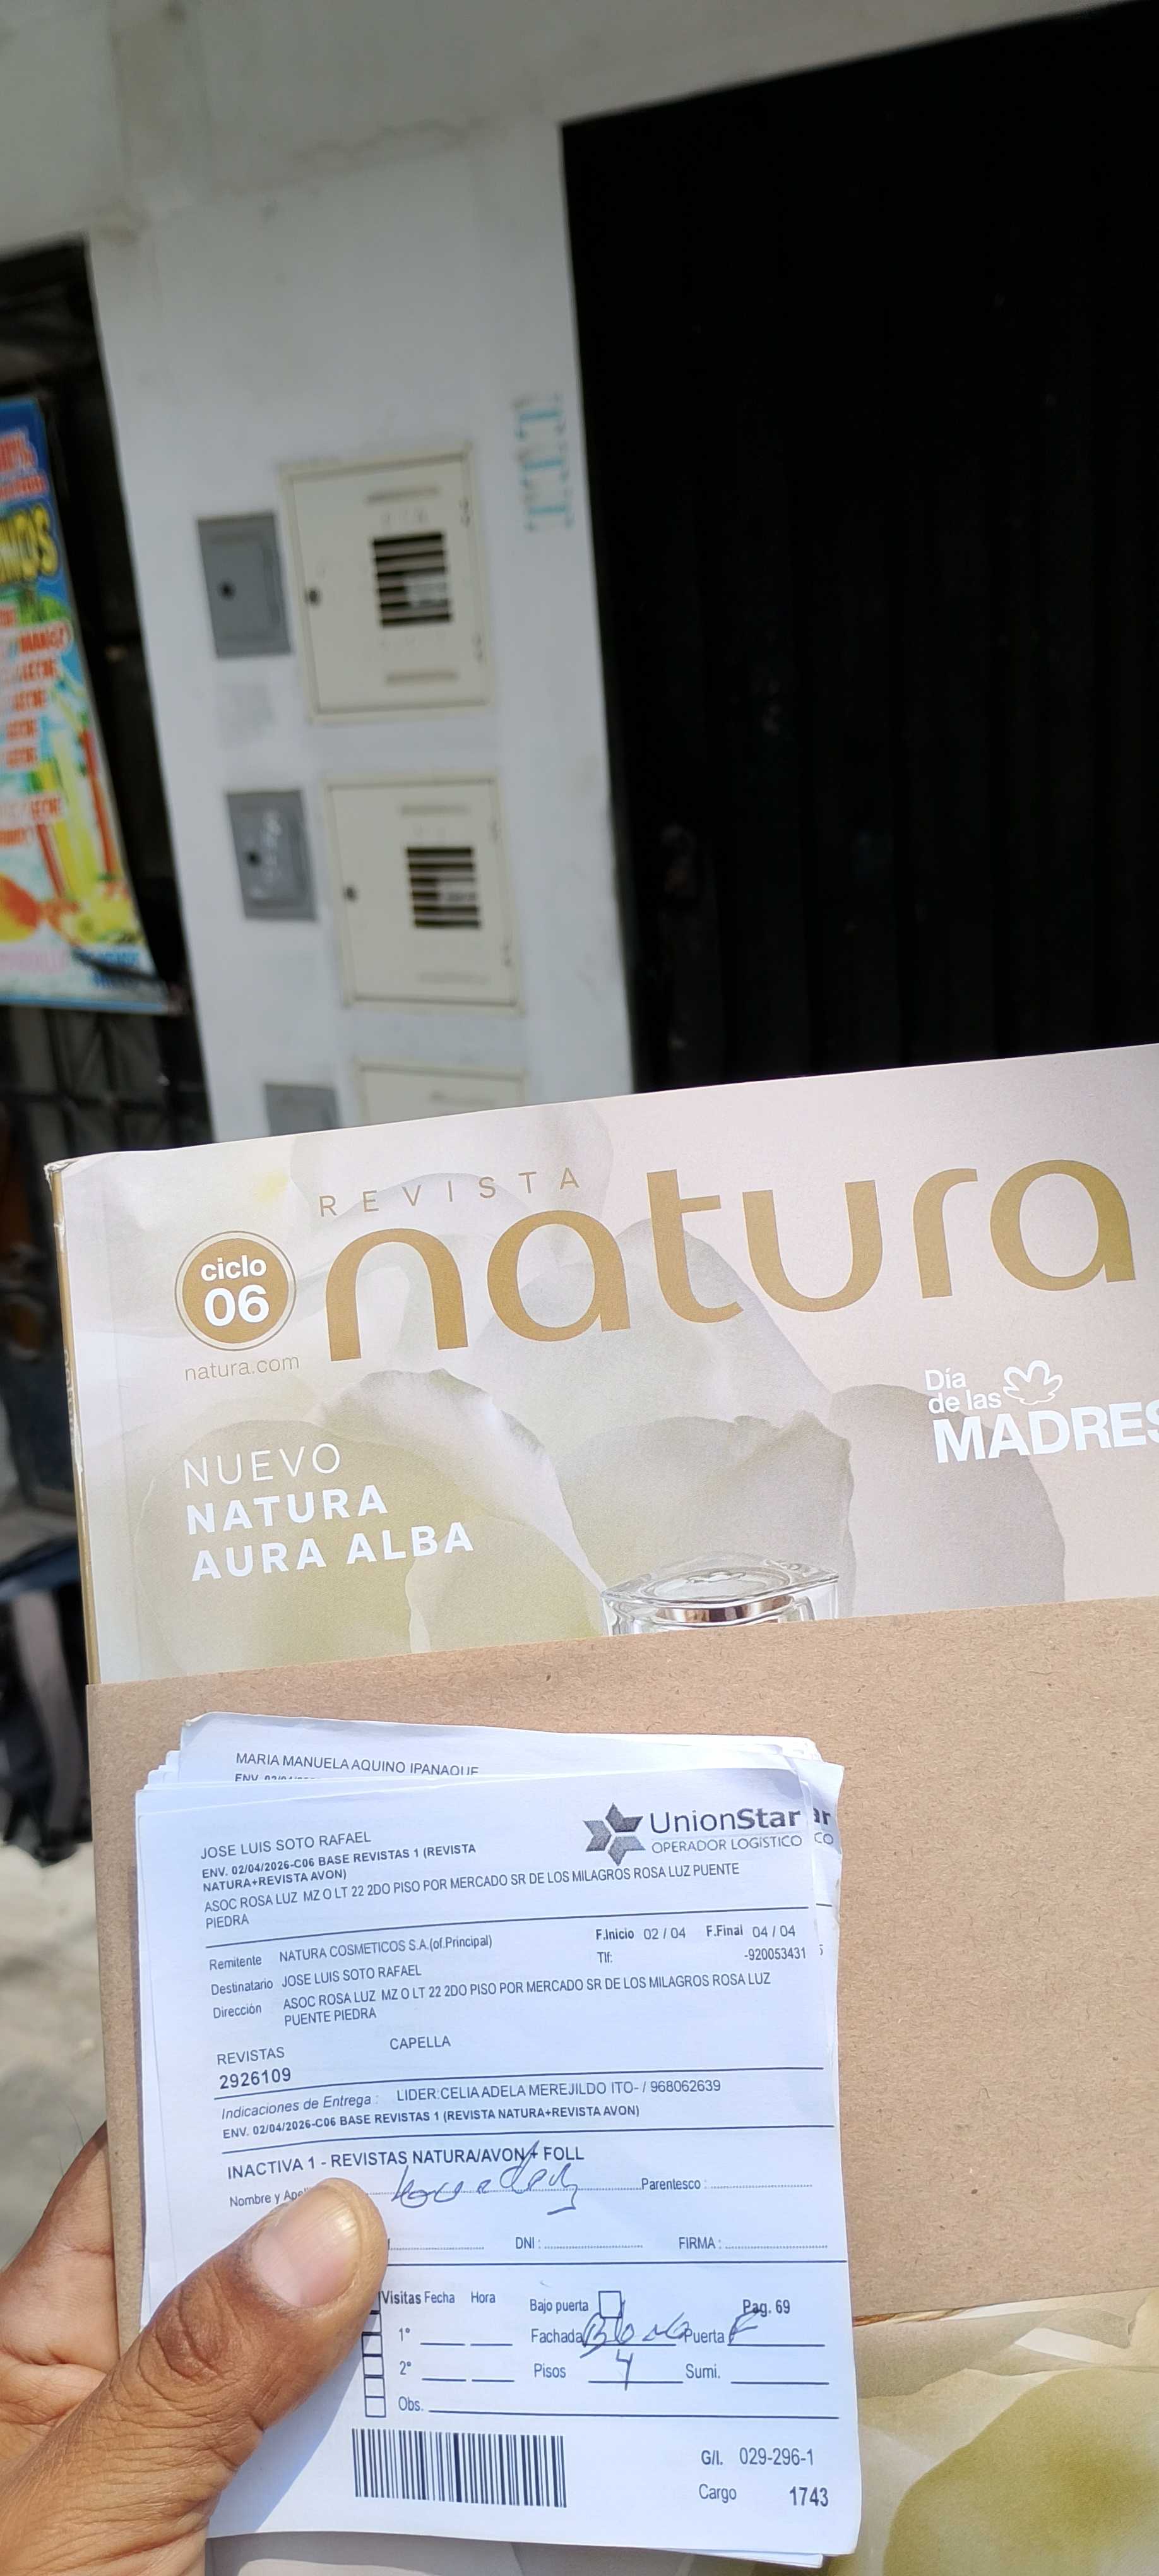 REVISTA
natura
ciclo
06
natura.com
Día
de las
MADRES
NUEVO
NATURA
AURA ALBA
MARIA MANUELA AQUINO IPANAQUE
UnionStar
OPERADOR LOGÍSTICO
JOSE LUIS SOTO RAFAEL
ENV. 02/04/2026-C06 BASE REVISTAS 1 (REVISTA
NATURA+REVISTA AVON)
ASOC ROSA LUZ MZ O LT 22 2DO PISO POR MERCADO SR DE LOS MILAGROS ROSA LUZ PUENTE
PIEDRA
Remitente NATURA COSMETICOS S.A.(of.Principal) F.Inicio 02 / 04 F.Final 04 / 04
Destinatario JOSE LUIS SOTO RAFAEL Tlf: -920053431
Dirección ASOC ROSA LUZ MZ O LT 22 2DO PISO POR MERCADO SR DE LOS MILAGROS ROSA LUZ
PUENTE PIEDRA
REVISTAS CAPELLA
2926109
Indicaciones de Entrega : LIDER:CELIA ADELA MEREJILDO ITO- / 968062639
ENV. 02/04/2026-C06 BASE REVISTAS 1 (REVISTA NATURA+REVISTA AVON)
INACTIVA 1 - REVISTAS NATURA/AVON + FOLL
Nombre y Parentesco :
DNI : FIRMA :
Visitas Fecha Hora Bajo puerta Pag. 69
1° Fachada Puerta F
2° Pisos 4 Sumi.
Obs.
G/I. 029-296-1
Cargo 1743